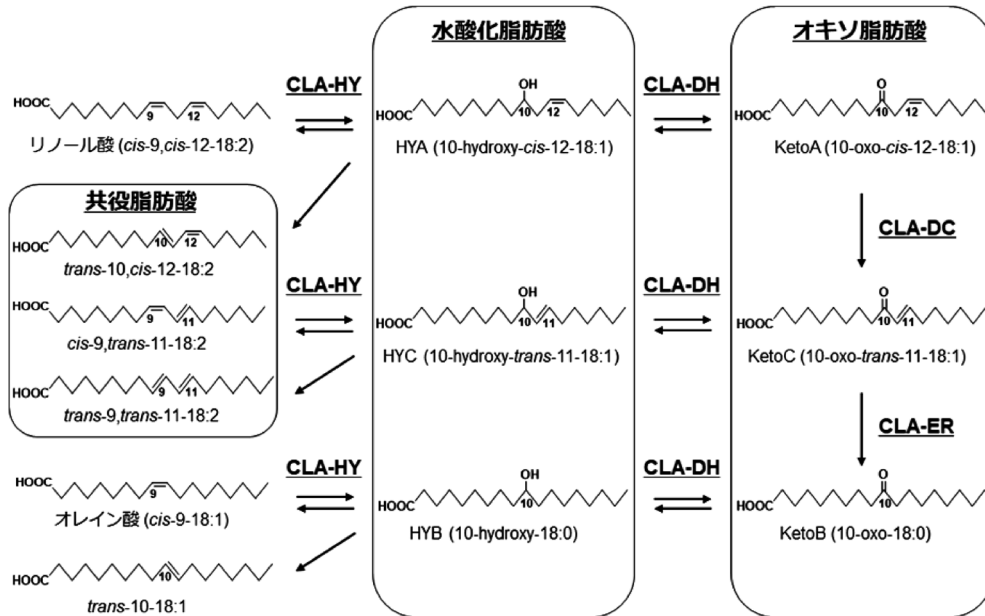 水酸化脂肪酸
オキソ脂肪酸
HOOC
9
12
リノール酸 (cis-9,cis-12-18:2)
CLA-HY
OH
HOOC
10
12
HYA (10-hydroxy-cis-12-18:1)
CLA-DH
O
HOOC
10
12
KetoA (10-oxo-cis-12-18:1)
共役脂肪酸
HOOC
10
12
trans-10,cis-12-18:2
CLA-DC
HOOC
9
11
cis-9,trans-11-18:2
CLA-HY
OH
HOOC
10
11
HYC (10-hydroxy-trans-11-18:1)
CLA-DH
O
HOOC
10
11
KetoC (10-oxo-trans-11-18:1)
HOOC
9
11
trans-9,trans-11-18:2
CLA-ER
HOOC
9
オレイン酸 (cis-9-18:1)
CLA-HY
OH
HOOC
10
HYB (10-hydroxy-18:0)
CLA-DH
O
HOOC
10
KetoB (10-oxo-18:0)
HOOC
10
trans-10-18:1